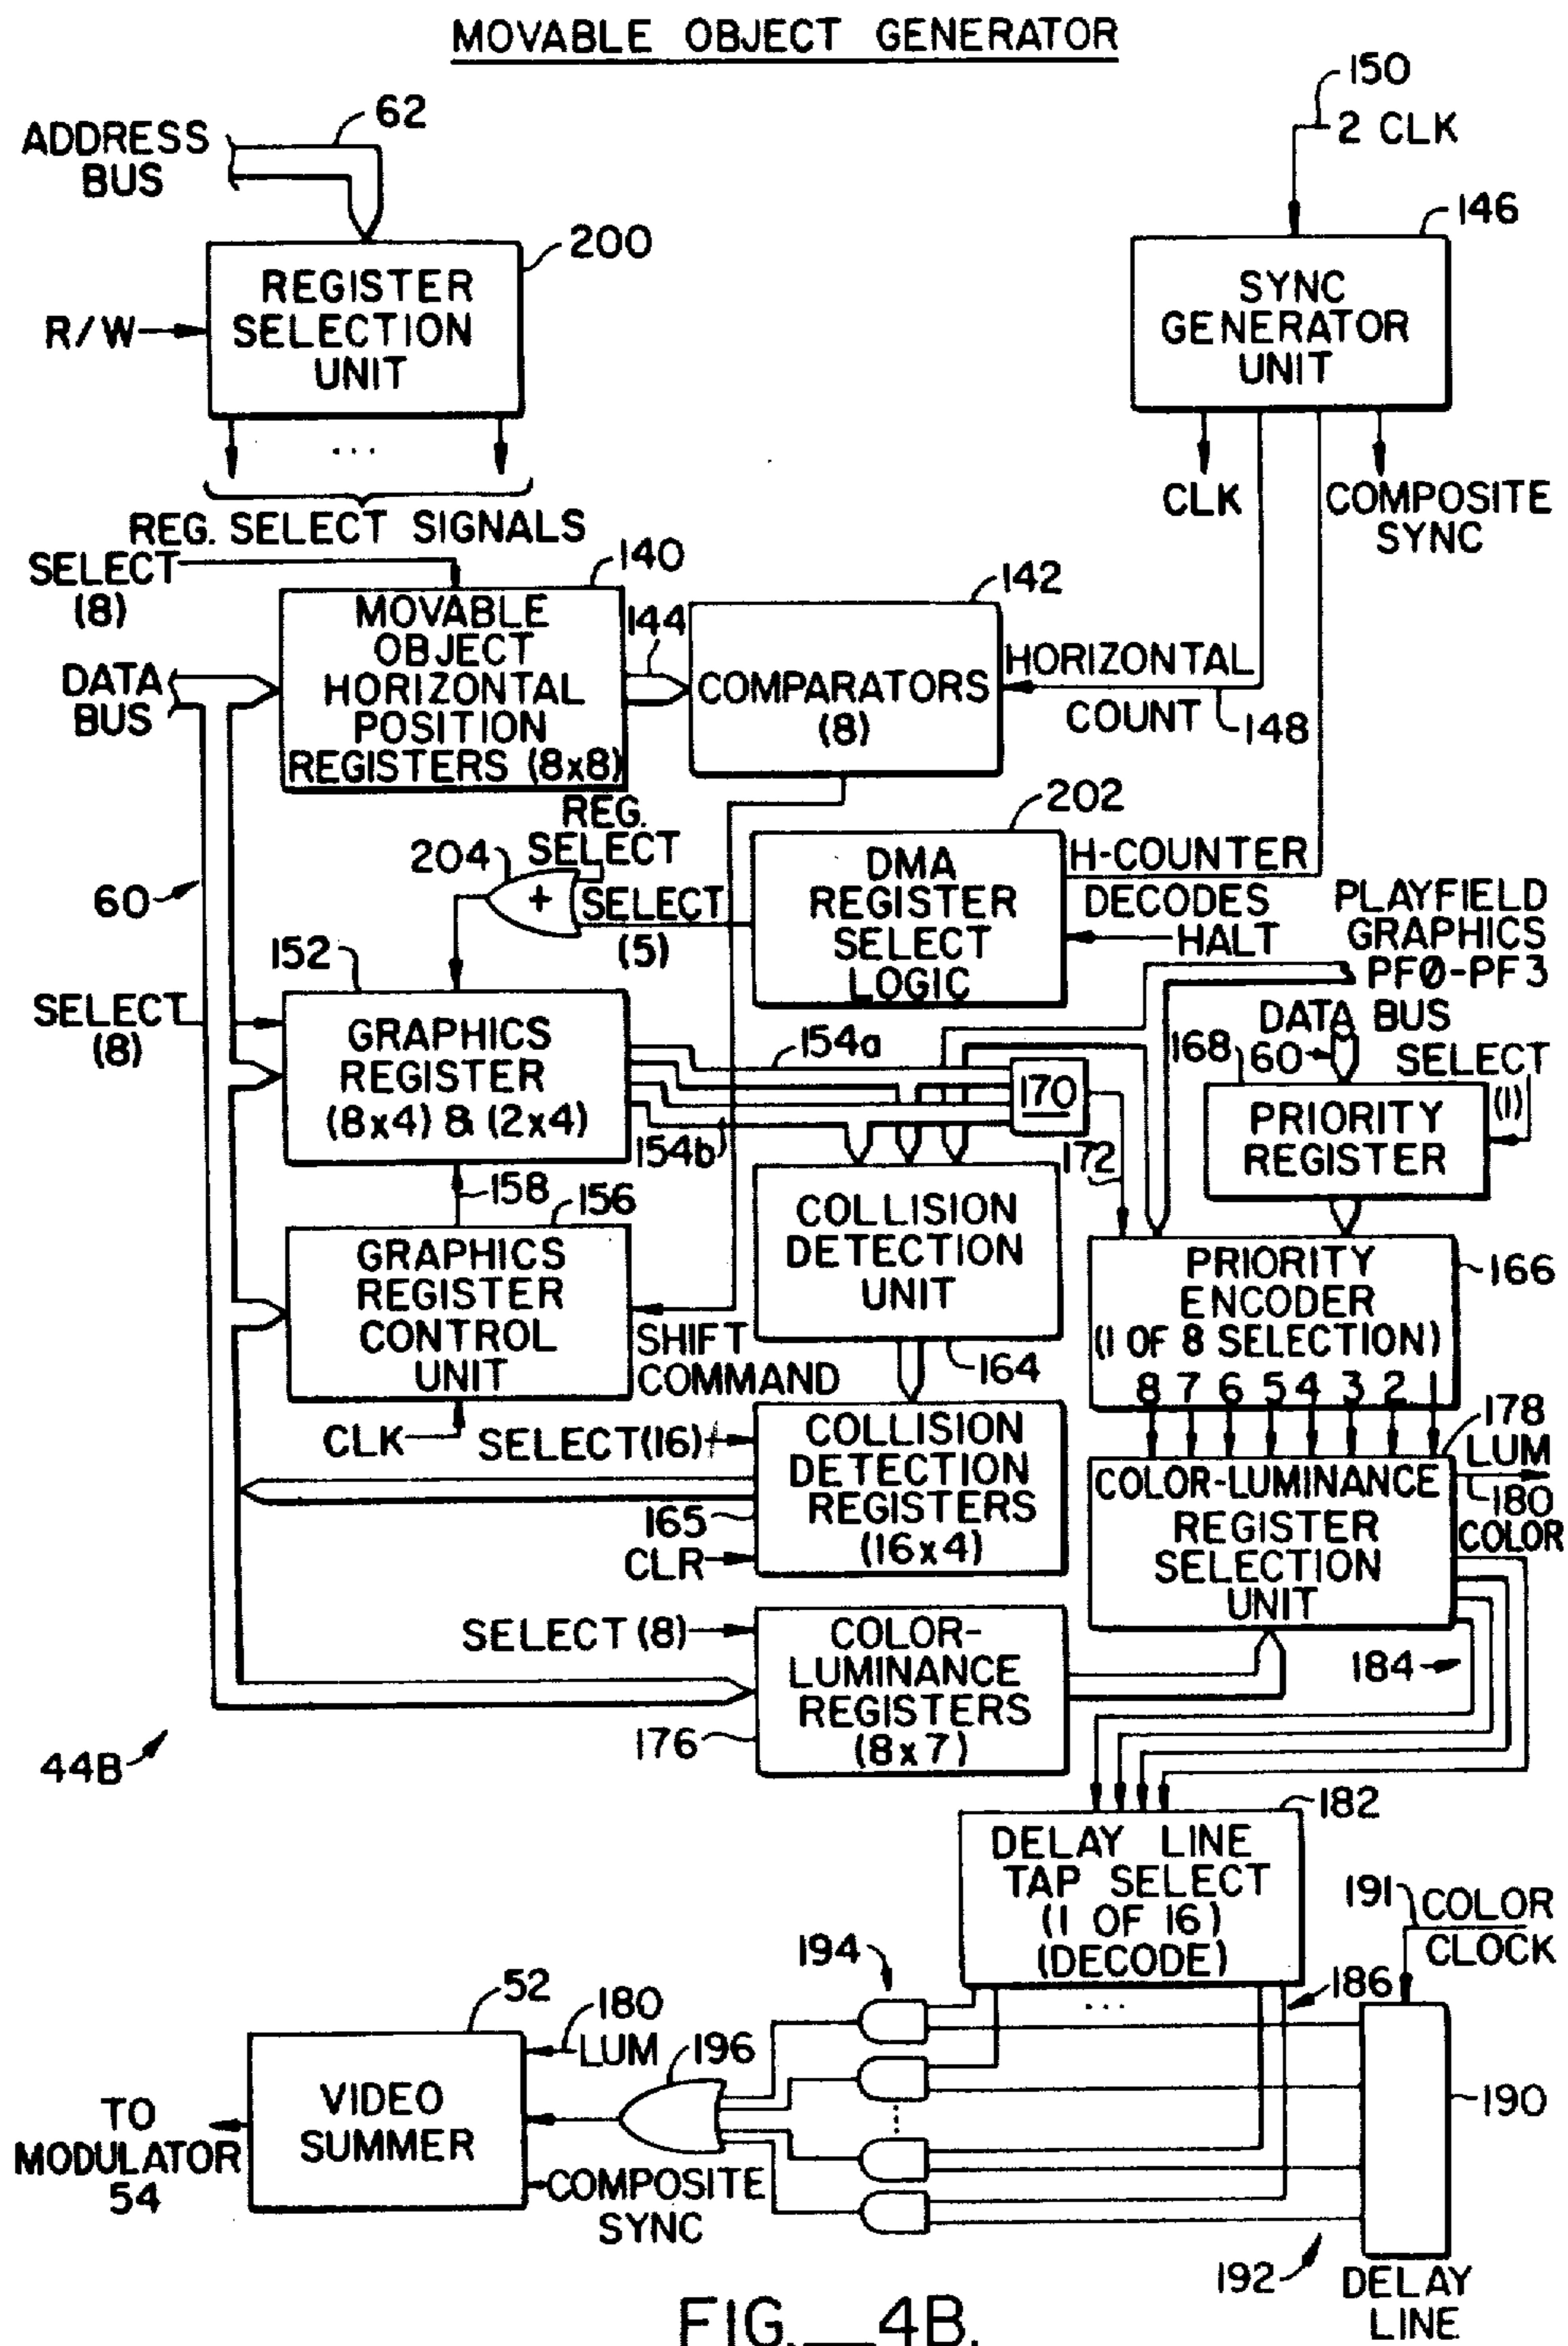 MOVABLE OBJECT GENERATOR
150
2 CLK
62
ADDRESS
BUS
200
REGISTER
SELECTION
UNIT
R/W
...
REG. SELECT SIGNALS
146
SYNC
GENERATOR
UNIT
CLK
COMPOSITE
SYNC
SELECT
(8)
140
MOVABLE
OBJECT
HORIZONTAL
POSITION
REGISTERS (8x8)
DATA
BUS
144
142
COMPARATORS
(8)
HORIZONTAL
COUNT
148
REG.
SELECT
204
+
SELECT
(5)
202
DMA
REGISTER
SELECT
LOGIC
H-COUNTER
DECODES
HALT
PLAYFIELD
GRAPHICS
PFØ-PF3
60
152
SELECT
(8)
GRAPHICS
REGISTER
(8x4) & (2x4)
154a
154b
170
172
DATA BUS
60
168
SELECT
(1)
PRIORITY
REGISTER
158
156
GRAPHICS
REGISTER
CONTROL
UNIT
SHIFT
COMMAND
CLK
COLLISION
DETECTION
UNIT
164
PRIORITY
ENCODER
(1 OF 8 SELECTION)
8 7 6 5 4 3 2 1
166
SELECT(16)
COLLISION
DETECTION
REGISTERS
(16x4)
165
CLR
178
LUM
180
COLOR
COLOR-LUMINANCE
REGISTER
SELECTION
UNIT
184
SELECT (8)
COLOR-
LUMINANCE
REGISTERS
(8x7)
176
44B
182
DELAY LINE
TAP SELECT
(1 OF 16)
(DECODE)
191
COLOR
CLOCK
194
...
186
52
180
LUM
196
VIDEO
SUMMER
TO
MODULATOR
54
COMPOSITE
SYNC
190
192
DELAY
LINE
FIG._4B.